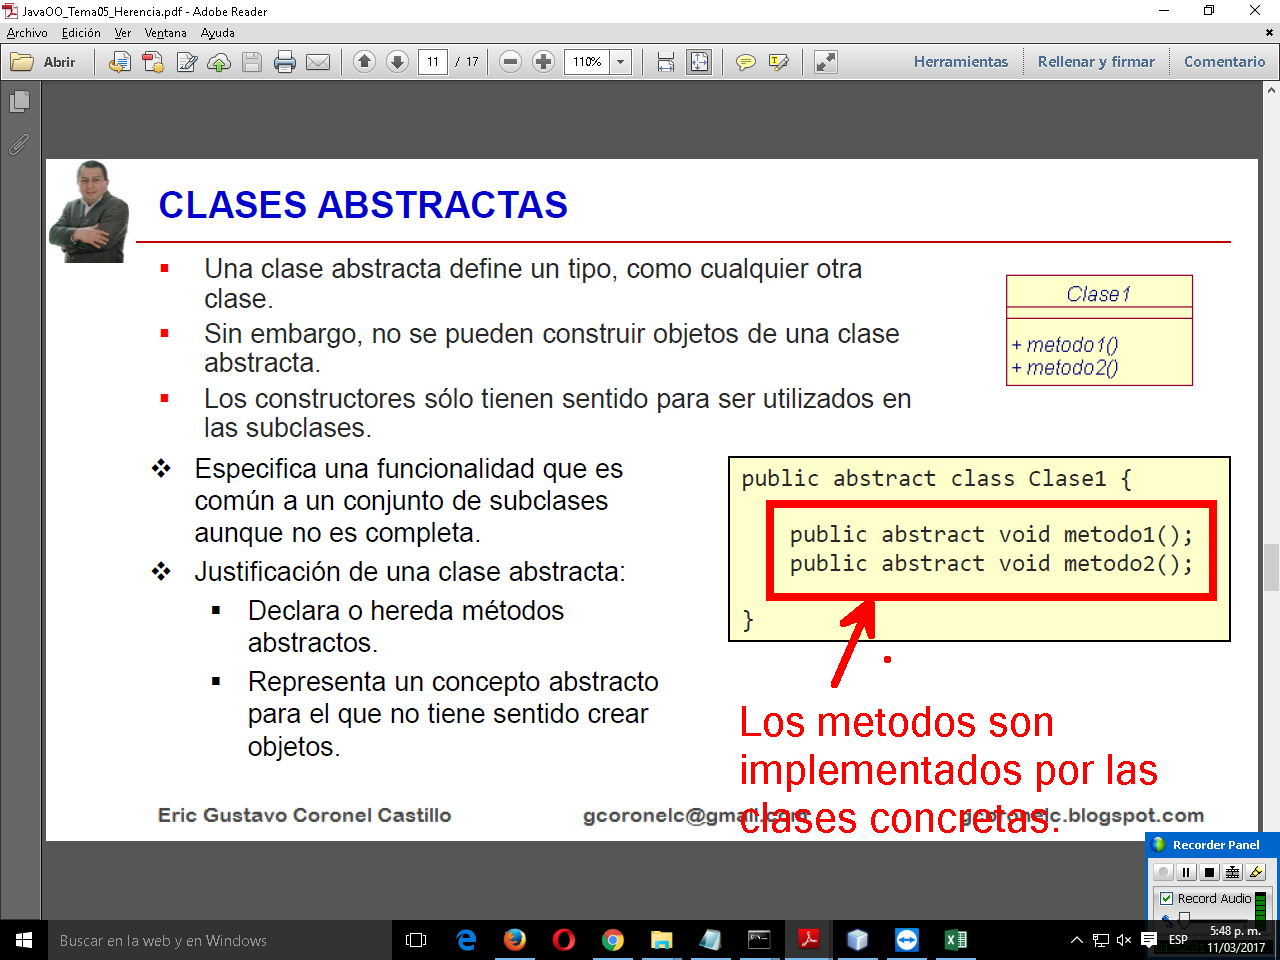 JavaOO_Tema05_Herencia.pdf - Adobe Reader
Archivo Edición Ver Ventana Ayuda
Abrir 11 / 17 110% Herramientas Rellenar y firmar Comentario
CLASES ABSTRACTAS
Una clase abstracta define un tipo, como cualquier otra
clase.
Sin embargo, no se pueden construir objetos de una clase
abstracta.
Los constructores sólo tienen sentido para ser utilizados en
las subclases.
Clase1
+ metodo1()
+ metodo2()
Especifica una funcionalidad que es
común a un conjunto de subclases
aunque no es completa.
Justificación de una clase abstracta:
Declara o hereda métodos
abstractos.
Representa un concepto abstracto
para el que no tiene sentido crear
objetos.
public abstract class Clase1 {
public abstract void metodo1();
public abstract void metodo2();
}
Los metodos son
implementados por las
clases concretas.
Eric Gustavo Coronel Castillo gcoronelc@gmail.com gcoronelc.blogspot.com
Recorder Panel
Record Audio
Buscar en la web y en Windows
ESP
5:48 p. m.
11/03/2017